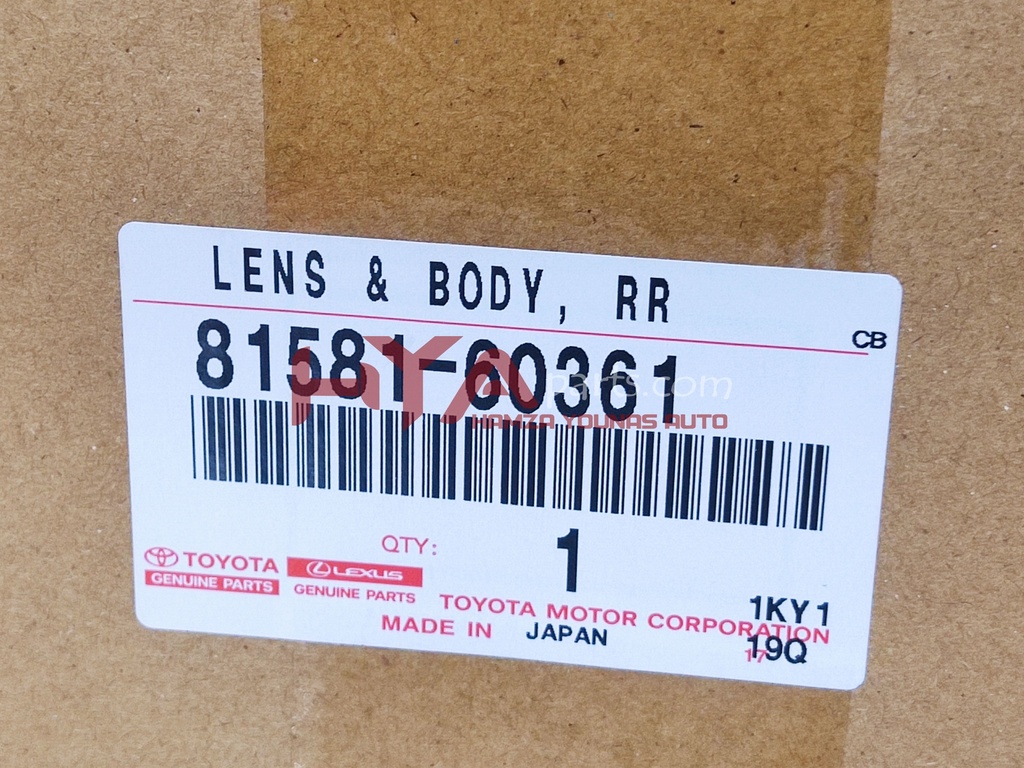 LENS & BODY, RR
CB
81581-60361
HYA parts.com
HAMZA YOUNAS AUTO
QTY: 1
TOYOTA
GENUINE PARTS
LEXUS
GENUINE PARTS
TOYOTA MOTOR CORPORATION
MADE IN JAPAN
1KY1
17
19Q